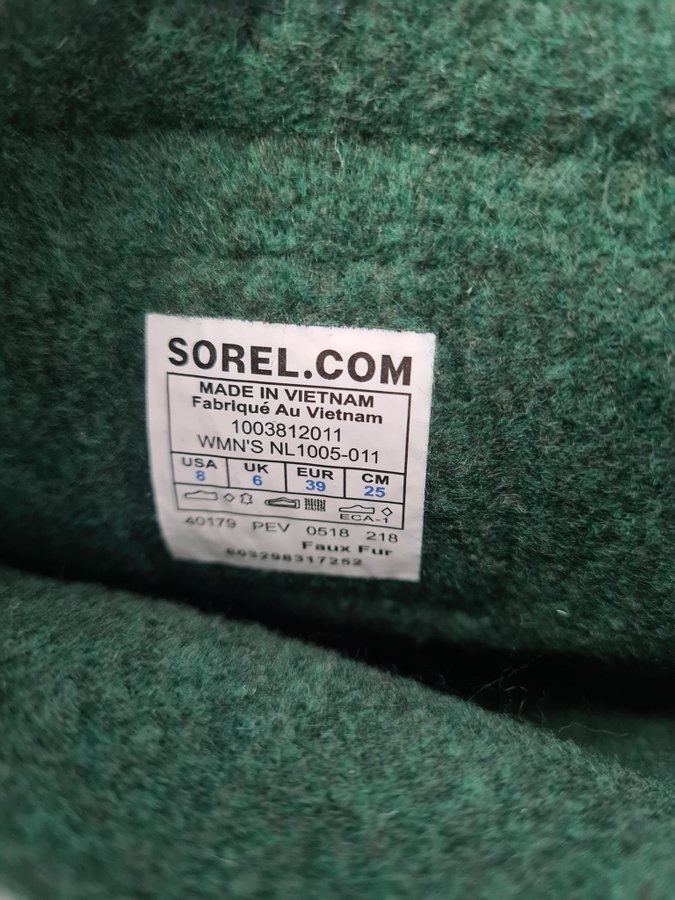 SOREL.COM
MADE IN VIETNAM
Fabriqué Au Vietnam
1003812011
WMN'S NL1005-011
USA UK EUR CM
8 6 39 25
ECA-1
40179 PEV 0518 218
Faux Fur
803298317252